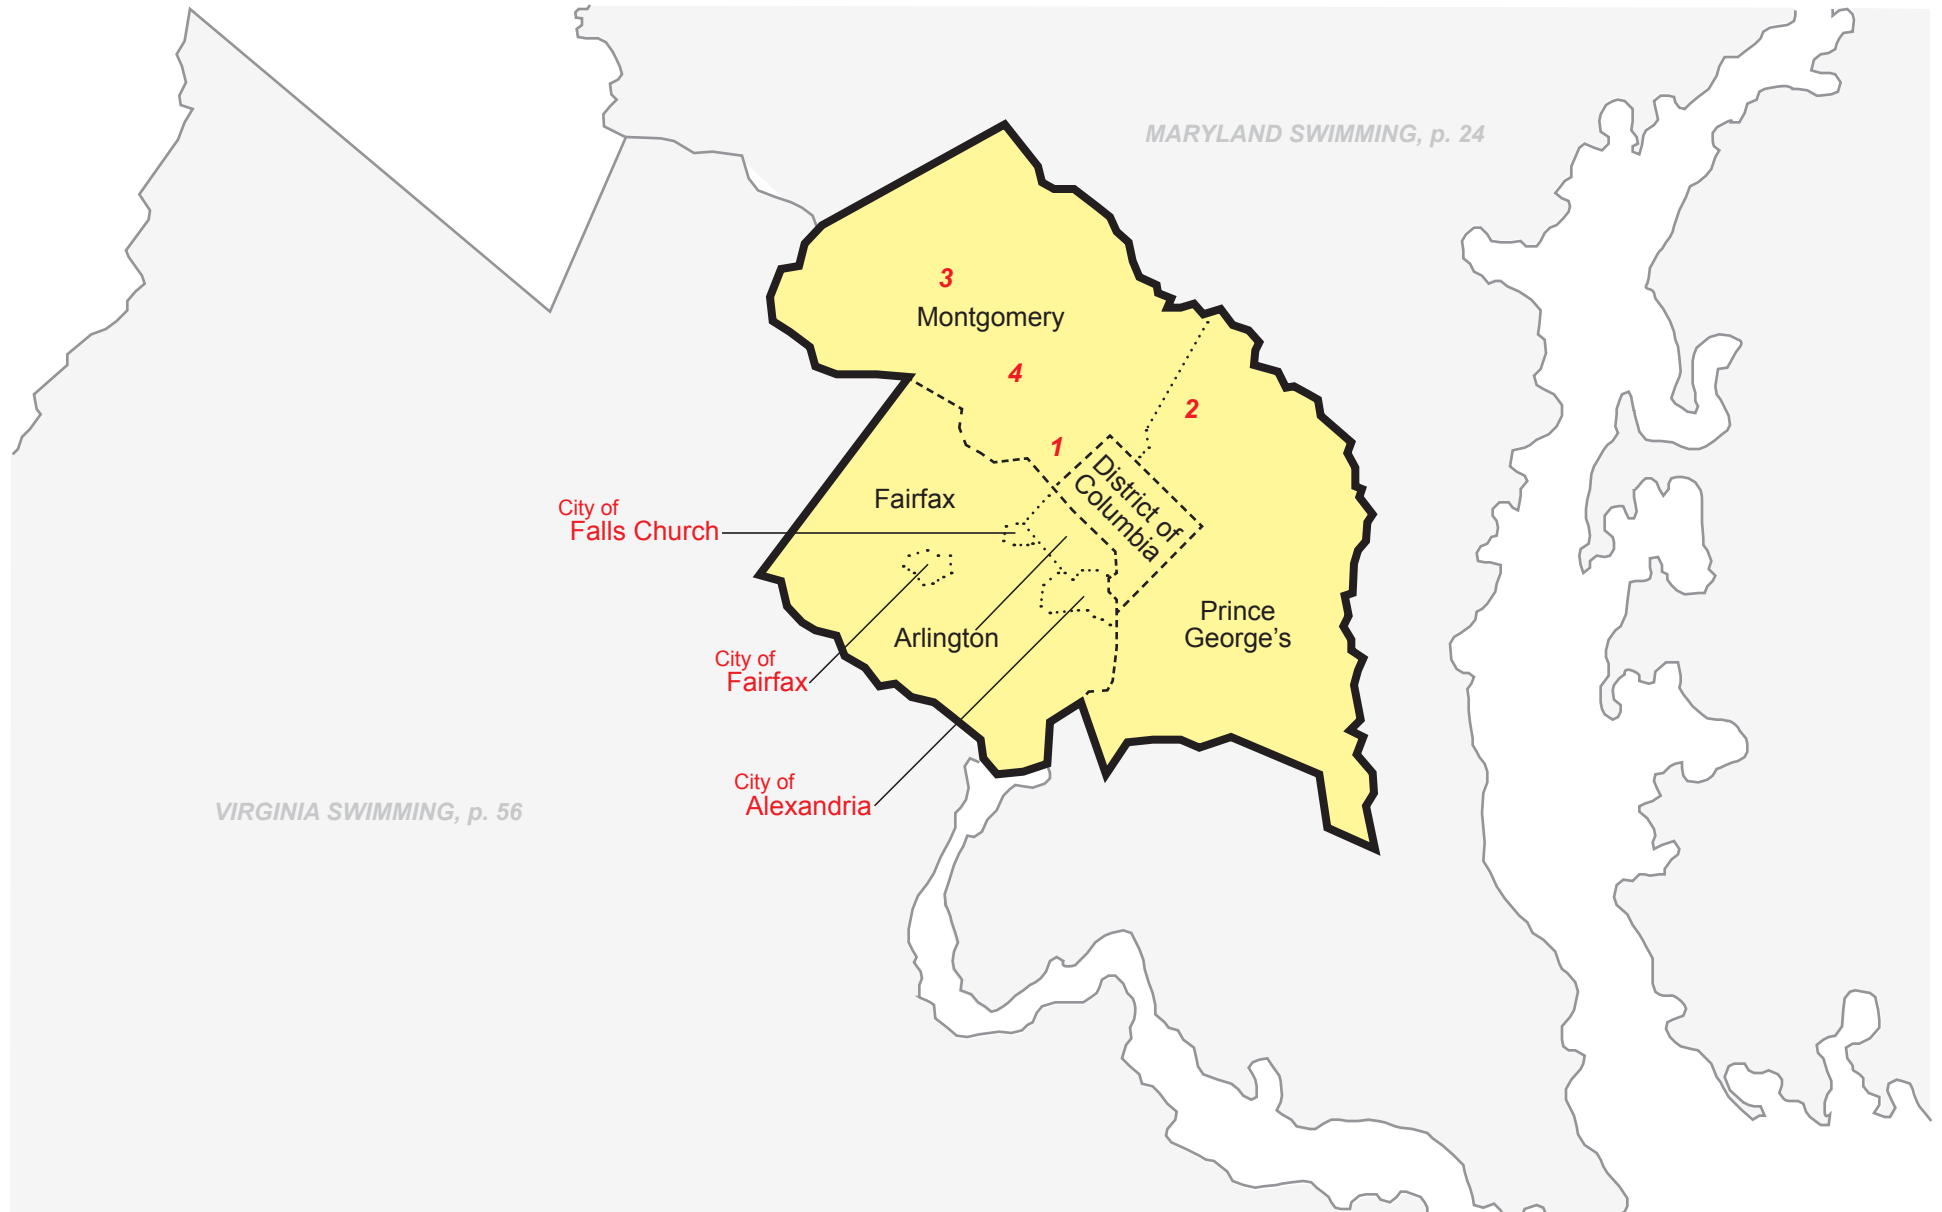 MARYLAND SWIMMING, p. 24
3
Montgomery
4
2
1
District of
Columbia
Fairfax
City of
Falls Church
Prince
George’s
Arlington
City of
Fairfax
City of
Alexandria
VIRGINIA SWIMMING, p. 56